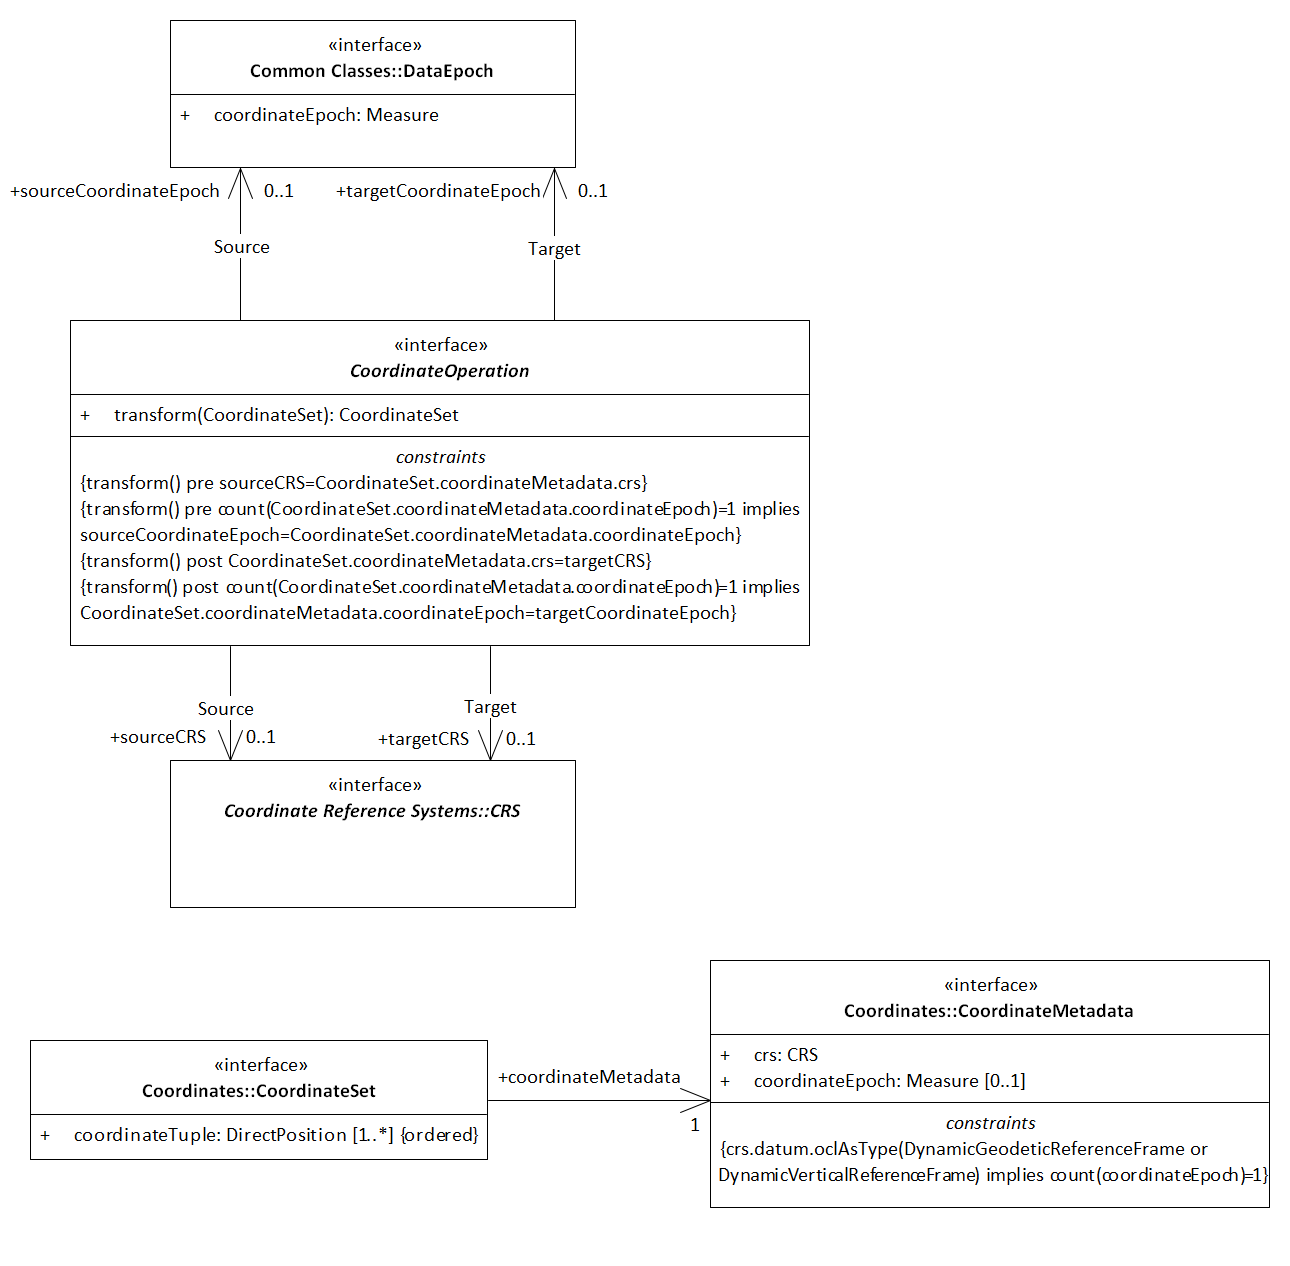 «interface»
Common Classes::DataEpoch
+ coordinateEpoch: Measure
+sourceCoordinateEpoch 0..1 +targetCoordinateEpoch 0..1
Source Target
«interface»
CoordinateOperation
+ transform(CoordinateSet): CoordinateSet
constraints
{transform() pre sourceCRS=CoordinateSet.coordinateMetadata.crs}
{transform() pre count(CoordinateSet.coordinateMetadata.coordinateEpoch)=1 implies
sourceCoordinateEpoch=CoordinateSet.coordinateMetadata.coordinateEpoch}
{transform() post CoordinateSet.coordinateMetadata.crs=targetCRS}
{transform() post count(CoordinateSet.coordinateMetadata.coordinateEpoch)=1 implies
CoordinateSet.coordinateMetadata.coordinateEpoch=targetCoordinateEpoch}
Source Target
+sourceCRS 0..1 +targetCRS 0..1
«interface»
Coordinate Reference Systems::CRS
«interface»
Coordinates::CoordinateSet
+ coordinateTuple: DirectPosition [1..*] {ordered}
+coordinateMetadata
1
«interface»
Coordinates::CoordinateMetadata
+ crs: CRS
+ coordinateEpoch: Measure [0..1]
constraints
{crs.datum.oclAsType(DynamicGeodeticReferenceFrame or
DynamicVerticalReferenceFrame) implies count(coordinateEpoch)=1}